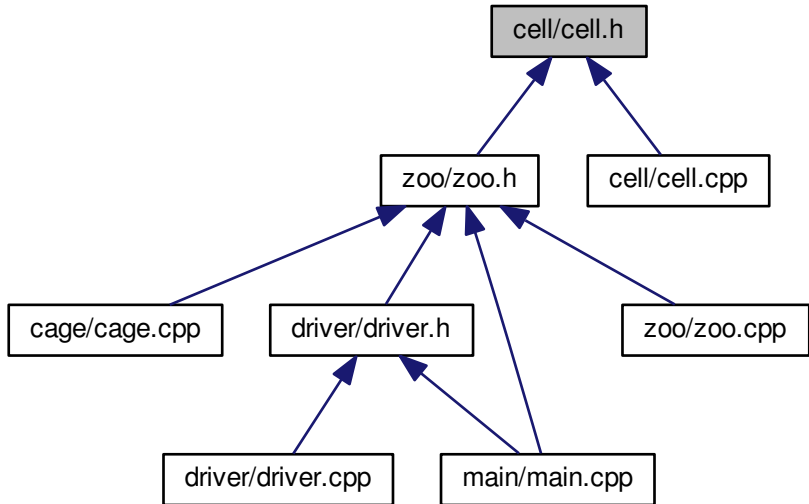 cell/cell.h
zoo/zoo.h
cell/cell.cpp
cage/cage.cpp
driver/driver.h
zoo/zoo.cpp
driver/driver.cpp
main/main.cpp